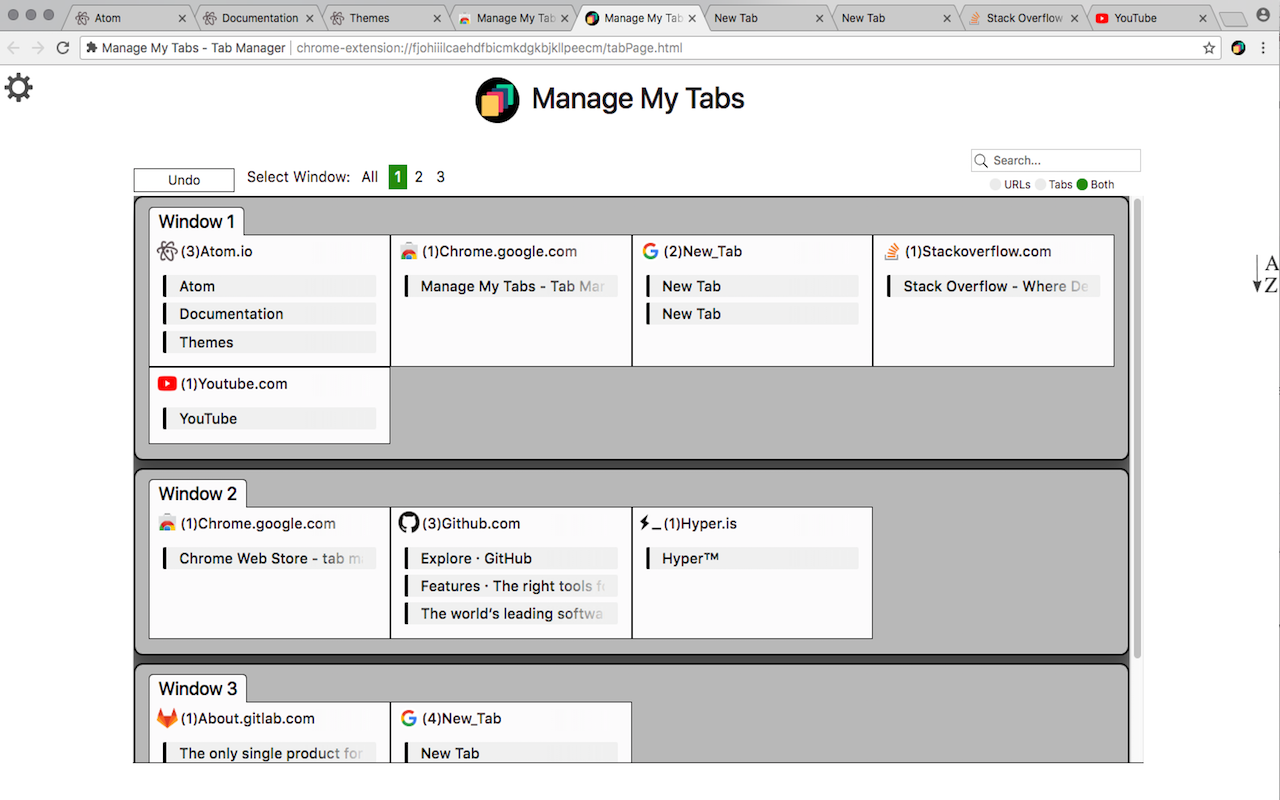 Atom
Documentation
Themes
Manage My Tab
Manage My Tabs
New Tab
New Tab
Stack Overflow
YouTube
Manage My Tabs - Tab Manager | chrome-extension://fjohiiilcaehdfbicmkdgkbjkllpeecm/tabPage.html
Manage My Tabs
Search...
Undo
Select Window: All 1 2 3
URLs Tabs Both
Window 1
(3)Atom.io
Atom
Documentation
Themes
(1)Chrome.google.com
Manage My Tabs - Tab Mar
(2)New_Tab
New Tab
New Tab
(1)Stackoverflow.com
Stack Overflow - Where De
(1)Youtube.com
YouTube
A
Z
Window 2
(1)Chrome.google.com
Chrome Web Store - tab m
(3)Github.com
Explore · GitHub
Features · The right tools fo
The world's leading softwa
(1)Hyper.is
Hyper™
Window 3
(1)About.gitlab.com
The only single product for
(4)New_Tab
New Tab